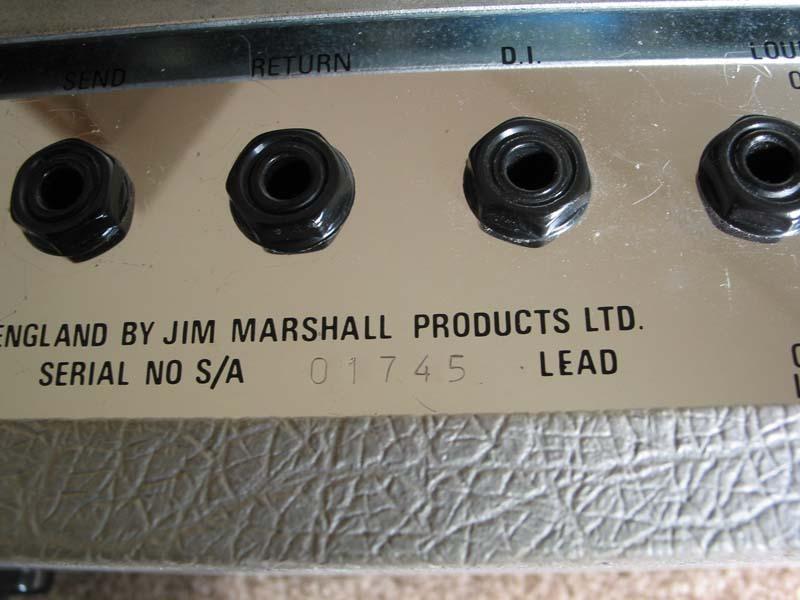 SEND RETURN D.I.
ENGLAND BY JIM MARSHALL PRODUCTS LTD.
SERIAL NO S/A 01745 LEAD